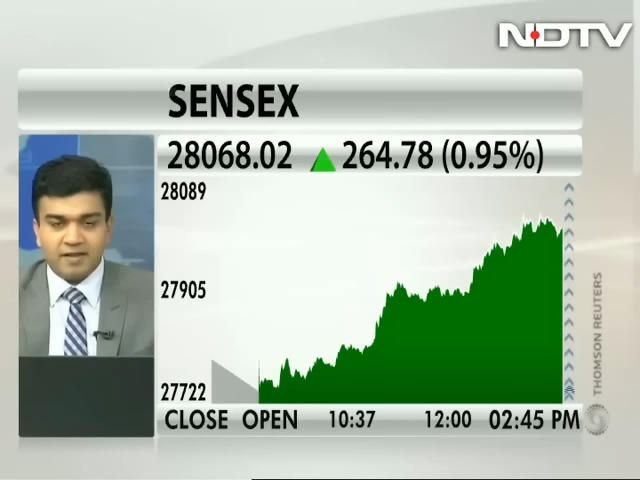 NDTV
SENSEX
28068.02 ▲ 264.78 (0.95%)
28089
27905
27722
CLOSE OPEN 10:37 12:00 02:45 PM
THOMSON REUTERS